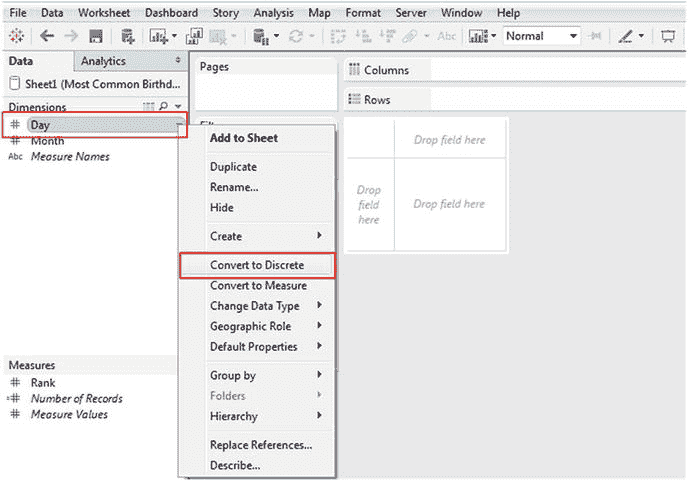 File Data Worksheet Dashboard Story Analysis Map Format Server Window Help
Abc Normal
Data Analytics
Sheet1 (Most Common Birthd...
Dimensions
# Day
# Month
Abc Measure Names
Measures
# Rank
=# Number of Records
# Measure Values
Pages
Columns
Rows
Add to Sheet
Duplicate
Rename...
Hide
Create
Convert to Discrete
Convert to Measure
Change Data Type
Geographic Role
Default Properties
Group by
Folders
Hierarchy
Replace References...
Describe...
Drop field here
Drop
field
here
Drop field here